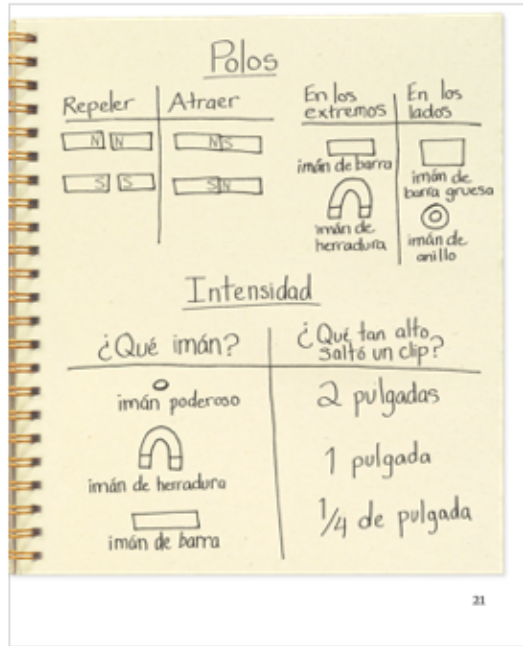 Polos
Repeler
Atraer
N N
NS
S S
SN
En los
extremos
En los
lados
imán de barra
imán de
herradura
imán de
barra gruesa
imán de
anillo
Intensidad
¿Qué imán?
¿Qué tan alto
saltó un clip?
imán poderoso
2 pulgadas
imán de herradura
1 pulgada
imán de barra
1/4 de pulgada
21